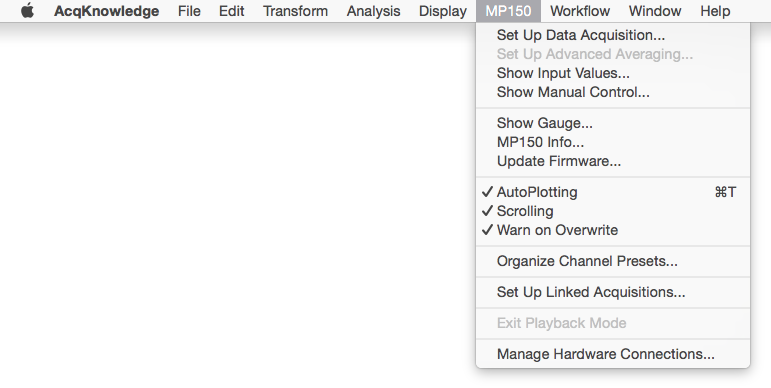 AcqKnowledge File Edit Transform Analysis Display MP150 Workflow Window Help
Set Up Data Acquisition...
Set Up Advanced Averaging...
Show Input Values...
Show Manual Control...
Show Gauge...
MP150 Info...
Update Firmware...
✓ AutoPlotting ⌘T
✓ Scrolling
✓ Warn on Overwrite
Organize Channel Presets...
Set Up Linked Acquisitions...
Exit Playback Mode
Manage Hardware Connections...